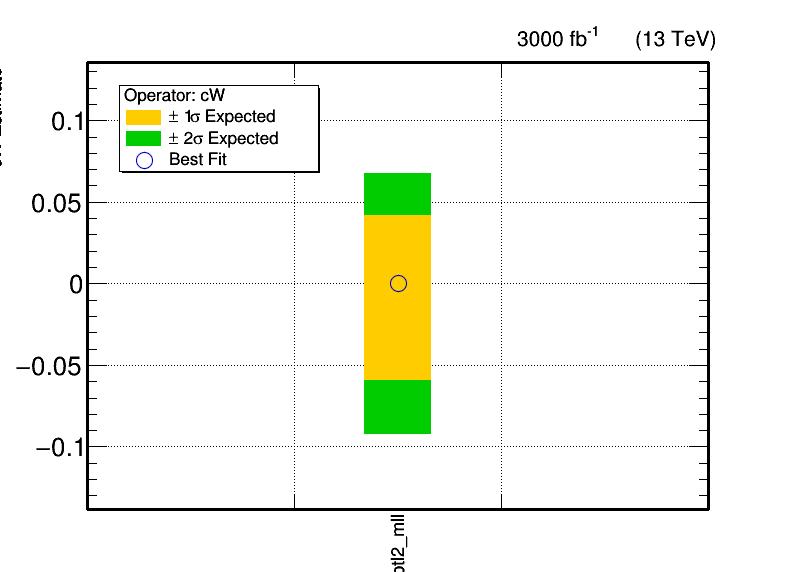 3000 fb-1 (13 TeV)
Operator: cW
± 1σ Expected
± 2σ Expected
Best Fit
0.1
0.05
0
−0.05
−0.1
ptl2_mll